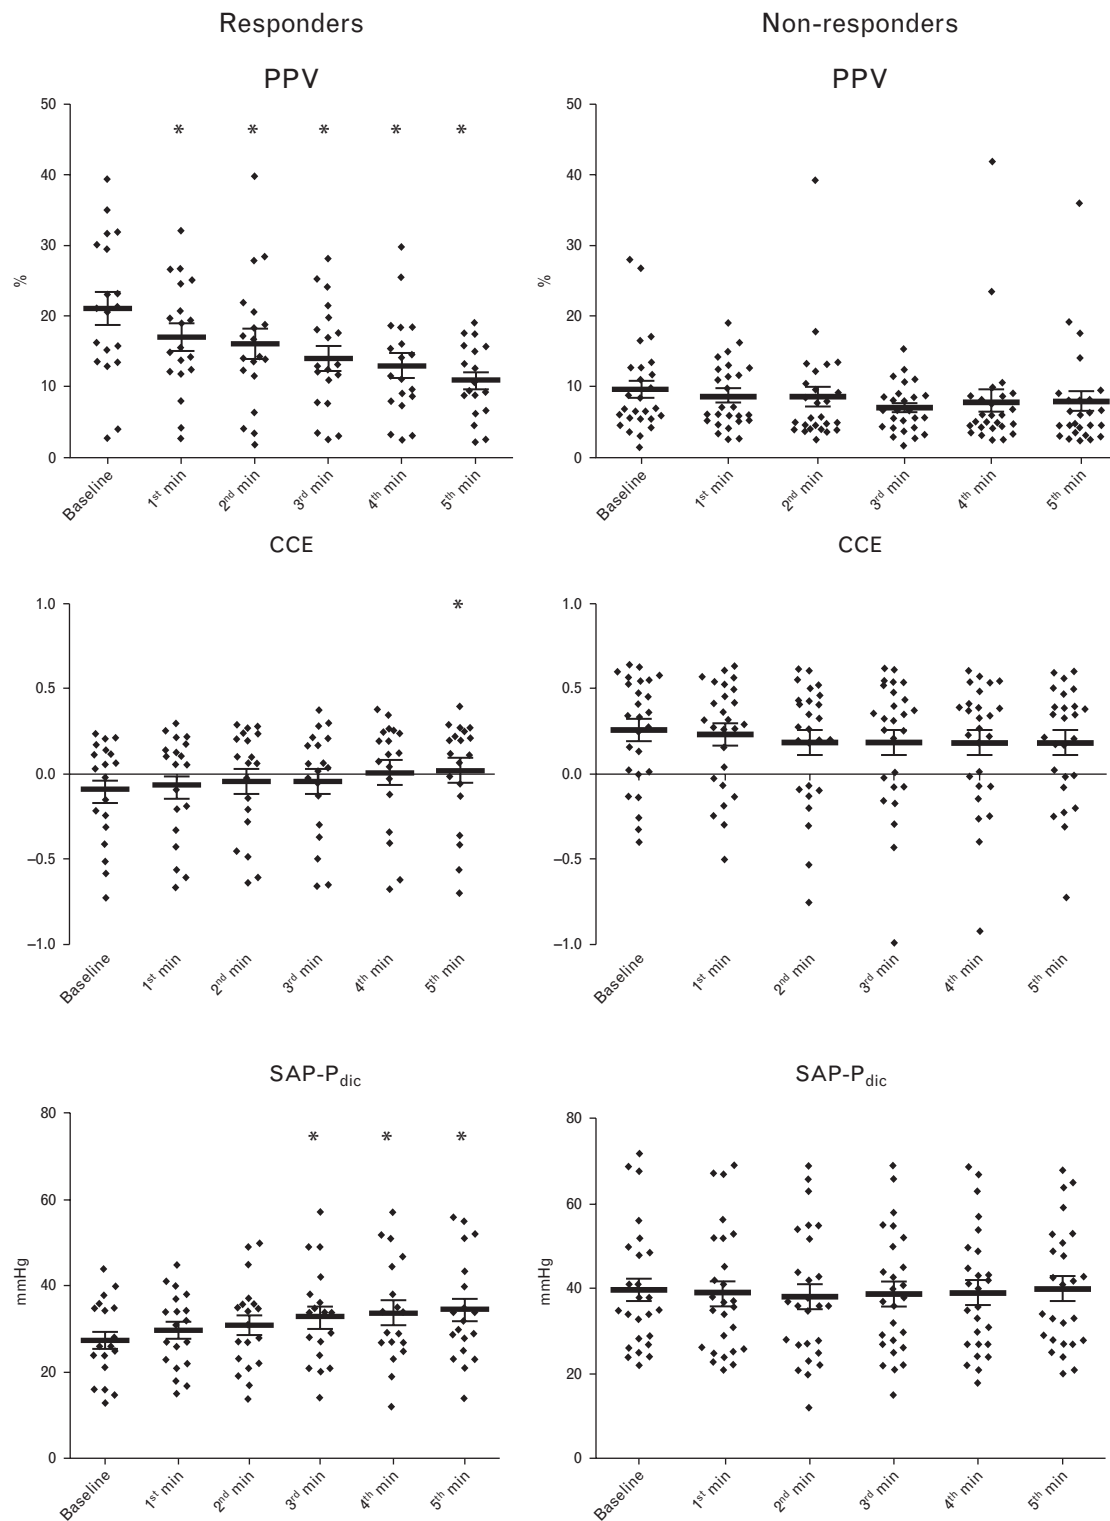 Responders
Non-responders
PPV
PPV
50
* * * * *
40
30
%
20
10
0
Baseline
1st min
2nd min
3rd min
4th min
5th min
50
40
30
%
20
10
0
Baseline
1st min
2nd min
3rd min
4th min
5th min
CCE
CCE
1.0
*
0.5
0.0
–0.5
–1.0
Baseline
1st min
2nd min
3rd min
4th min
5th min
1.0
0.5
0.0
–0.5
–1.0
Baseline
1st min
2nd min
3rd min
4th min
5th min
SAP-Pdic
SAP-Pdic
80
* * *
60
mmHg
40
20
0
Baseline
1st min
2nd min
3rd min
4th min
5th min
80
60
mmHg
40
20
0
Baseline
1st min
2nd min
3rd min
4th min
5th min